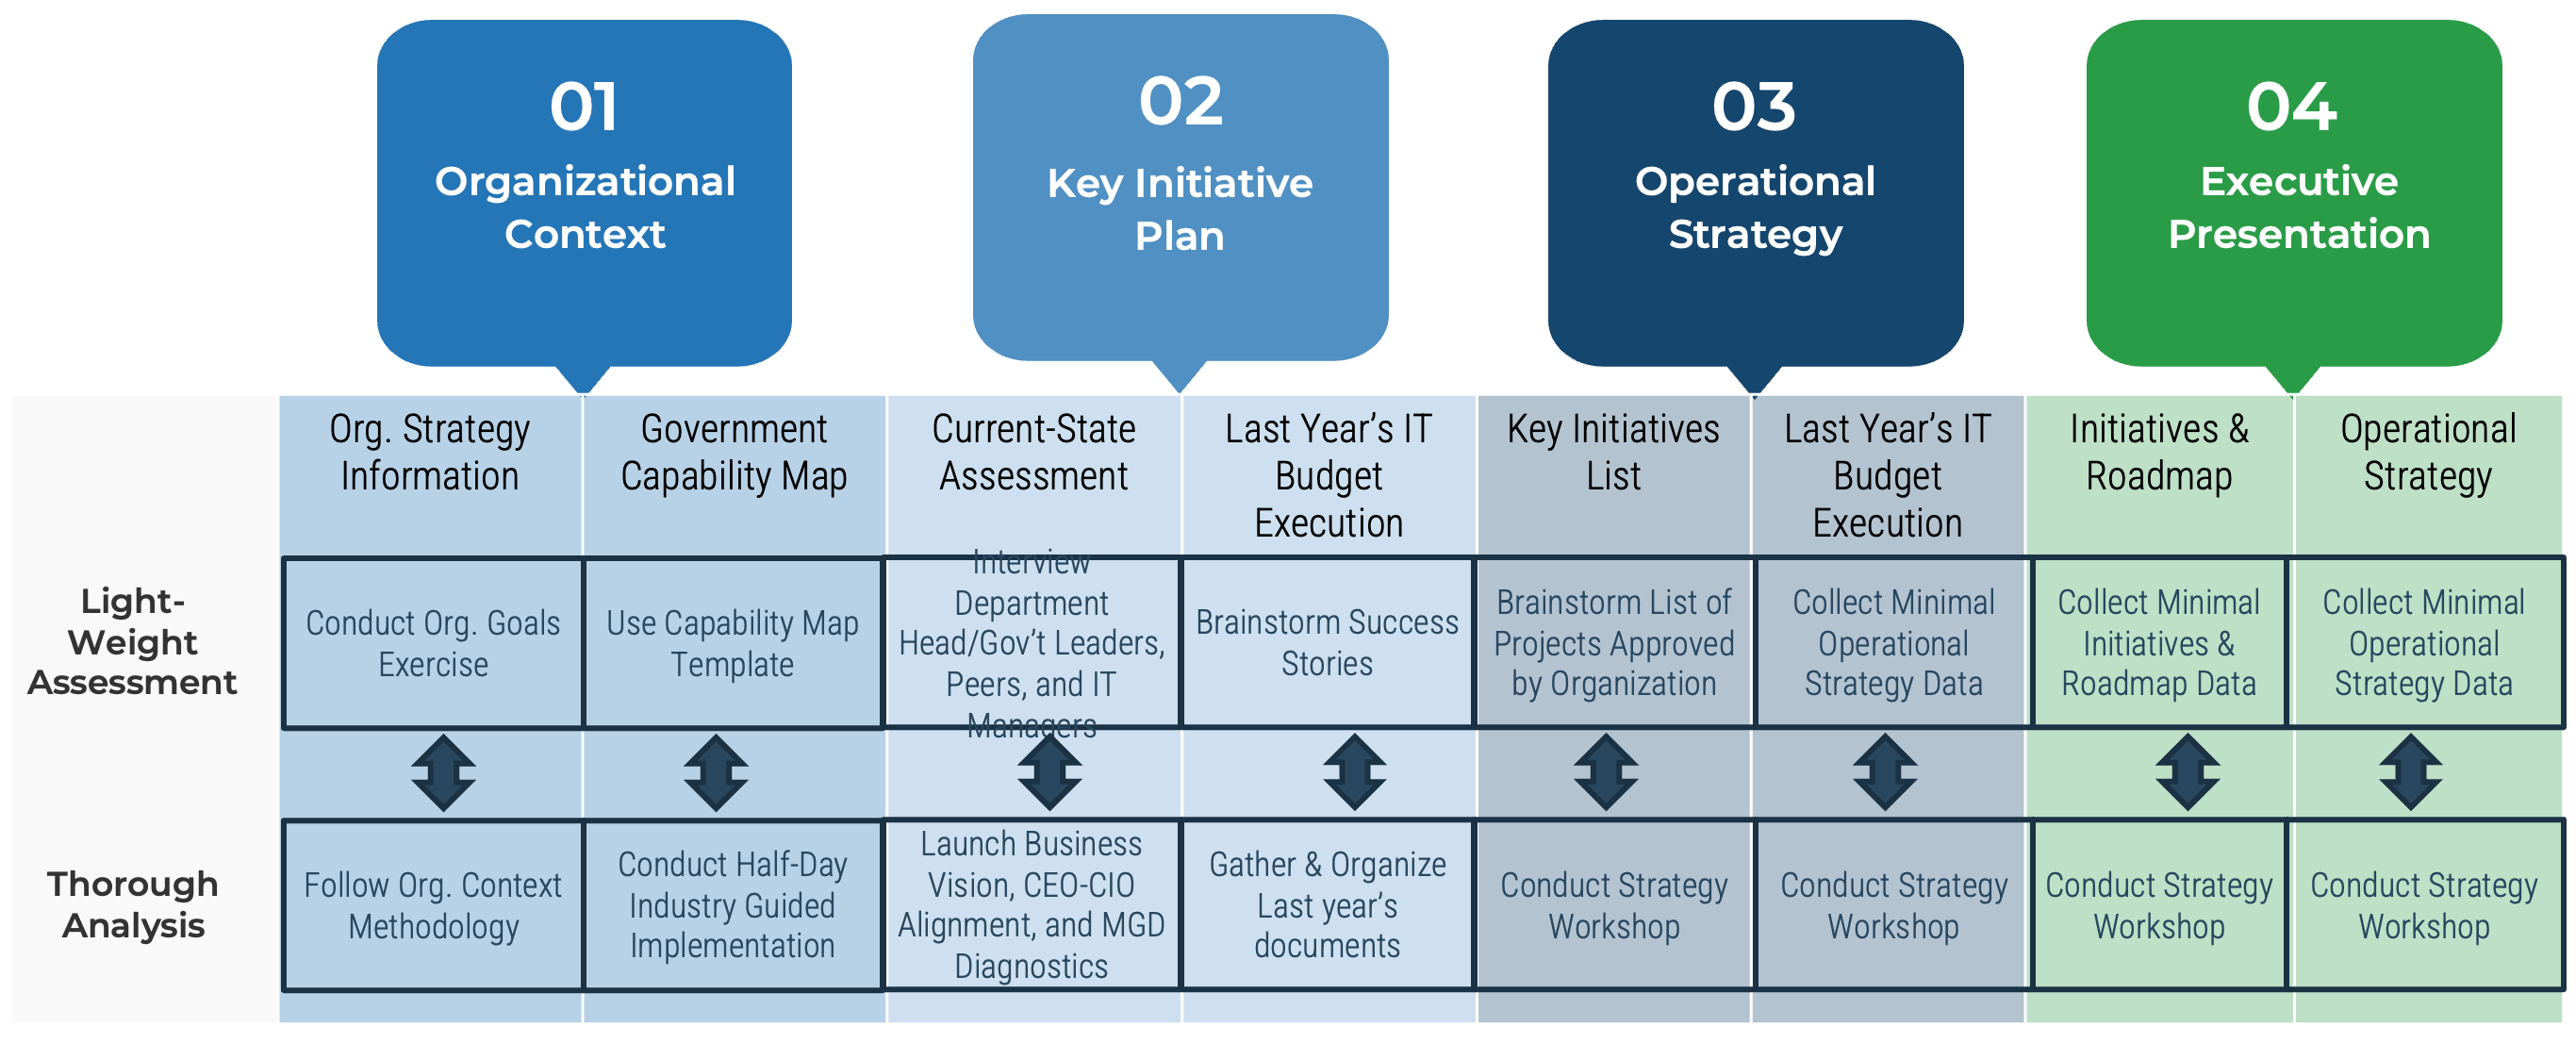 01
Organizational
Context
02
Key Initiative
Plan
03
Operational
Strategy
04
Executive
Presentation
Org. Strategy
Information
Government
Capability Map
Current-State
Assessment
Last Year’s IT
Budget
Execution
Key Initiatives
List
Last Year’s IT
Budget
Execution
Initiatives &
Roadmap
Operational
Strategy
Light-
Weight
Assessment
Conduct Org. Goals
Exercise
Use Capability Map
Template
Interview
Department
Head/Gov’t Leaders,
Peers, and IT
Managers
Brainstorm Success
Stories
Brainstorm List of
Projects Approved
by Organization
Collect Minimal
Operational
Strategy Data
Collect Minimal
Initiatives &
Roadmap Data
Collect Minimal
Operational
Strategy Data
Thorough
Analysis
Follow Org. Context
Methodology
Conduct Half-Day
Industry Guided
Implementation
Launch Business
Vision, CEO-CIO
Alignment, and MGD
Diagnostics
Gather & Organize
Last year’s
documents
Conduct Strategy
Workshop
Conduct Strategy
Workshop
Conduct Strategy
Workshop
Conduct Strategy
Workshop